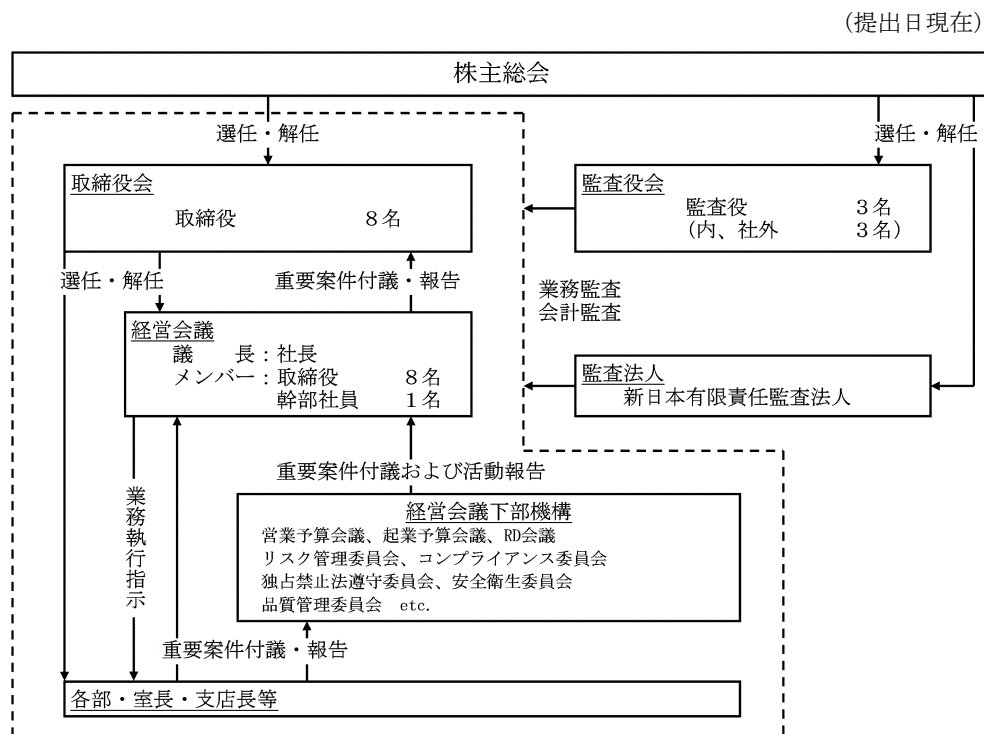 (提出日現在)
株主総会
選任・解任
選任・解任
取締役会
取締役 8名
監査役会
監査役 3名
(内、社外 3名)
選任・解任
重要案件付議・報告
業務監査
会計監査
経営会議
議 長:社長
メンバー:取締役 8名
幹部社員 1名
監査法人
新日本有限責任監査法人
重要案件付議および活動報告
業務執行指示
経営会議下部機構
営業予算会議、起業予算会議、RD会議
リスク管理委員会、コンプライアンス委員会
独占禁止法遵守委員会、安全衛生委員会
品質管理委員会 etc.
重要案件付議・報告
各部・室長・支店長等